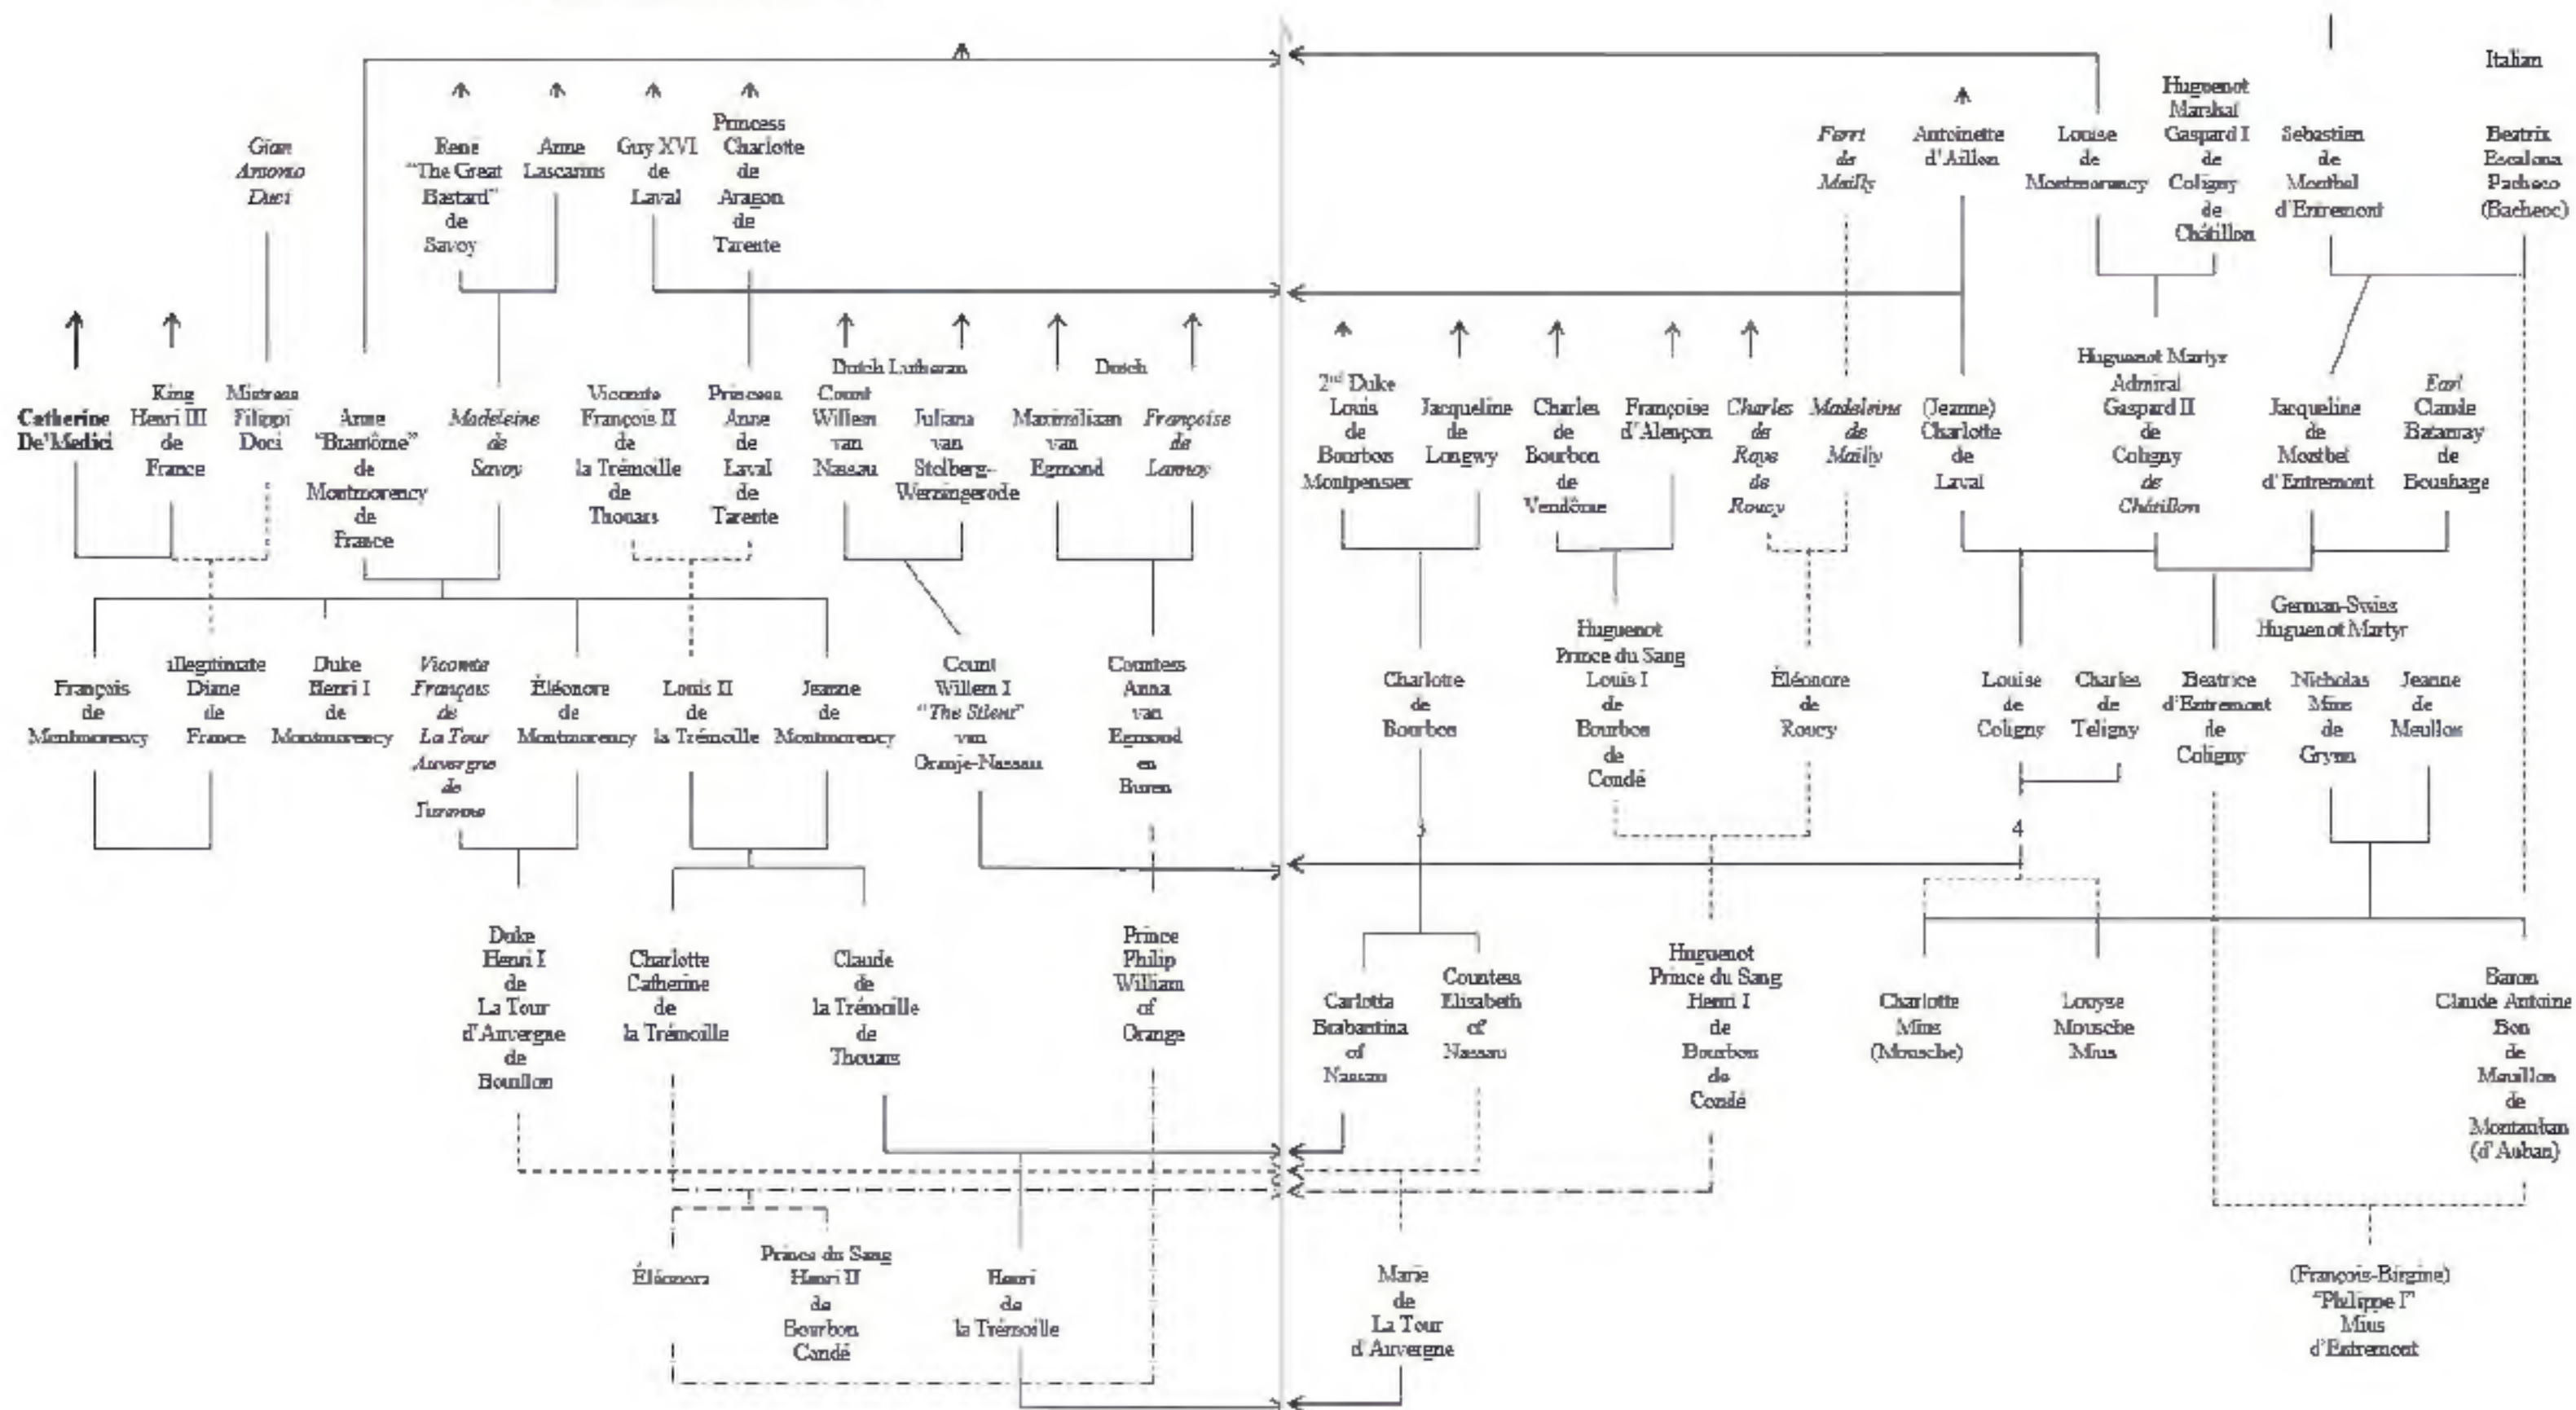 Italian
Huguenot
Marshal
Gaspard I
de
Coligny
de
Châtillon
Gian
Antonio
Duci
René
"The Great
Bastard"
de
Savoy
Anne
Lascarius
Guy XVI
de
Laval
Princess
Charlotte
de
Aragon
de
Tarente
Ferri
de
Mailly
Antoinette
d'Aillon
Louise
de
Montmorency
Sebastien
de
Montbel
d'Entremont
Beatrix
Escalona
Pacheco
(Bacheoc)
Catherine
De'Medici
King
Henri III
de
France
Mistress
Filippi
Doci
Anne
"Brantôme"
de
Montmorency
de
France
Madeleine
de
Savoy
Vicomte
François II
de
la Trémoille
de
Thouars
Princess
Anne
de
Laval
de
Tarente
Dutch Lutheran
Count
Willem
van
Nassau
Juliana
van
Stolberg-
Werningerode
Dutch
Maximiliaan
van
Egmond
Françoise
de
Lannoy
2nd Duke
Louis
de
Bourbon
Montpensier
Jacqueline
de
Longwy
Charles
de
Bourbon
de
Vendôme
Françoise
d'Alençon
Charles
de
Roye
de
Roucy
Madeleine
de
Mailly
(Jeanne)
Charlotte
de
Laval
Huguenot Martyr
Admiral
Gaspard II
de
Coligny
de
Châtillon
Jacqueline
de
Montbel
d'Entremont
Earl
Claude
Batarnay
de
Boushage
François
de
Montmorency
illegitimate
Diane
de
France
Duke
Henri I
de
Montmorency
Vicomte
François
de
La Tour
Auvergne
de
Turenne
Éléonore
de
Montmorency
Louis II
de
la Trémoille
Jeanne
de
Montmorency
Count
Willem I
"The Silent"
van
Oranje-Nassau
Countess
Anna
van
Egmond
en
Buren
Charlotte
de
Bourbon
Huguenot
Prince du Sang
Louis I
de
Bourbon
de
Condé
Éléonore
de
Roucy
Louise
de
Coligny
Charles
de
Teligny
Beatrice
d'Entremont
de
Coligny
German-Swiss
Huguenot Martyr
Nicholas
Mius
de
Grynn
Jeanne
de
Meullon
3
4
Duke
Henri I
de
La Tour
d'Auvergne
de
Bouillon
Charlotte
Catherine
de
la Trémoille
Claude
de
la Trémoille
de
Thouars
Prince
Philip
William
of
Orange
Carlotta
Brabantina
of
Nassau
Countess
Elisabeth
of
Nassau
Huguenot
Prince du Sang
Henri I
de
Bourbon
de
Condé
Charlotte
Mius
(Mousche)
Louyse
Mousche
Mius
Baron
Claude Antoine
Bon
de
Meuillon
de
Montauban
(d'Auban)
Éléonora
Prince du Sang
Henri II
de
Bourbon
Condé
Henri
de
la Trémoille
Marie
de
La Tour
d'Auvergne
(François-Birgine)
"Philippe I"
Mius
d'Entremont